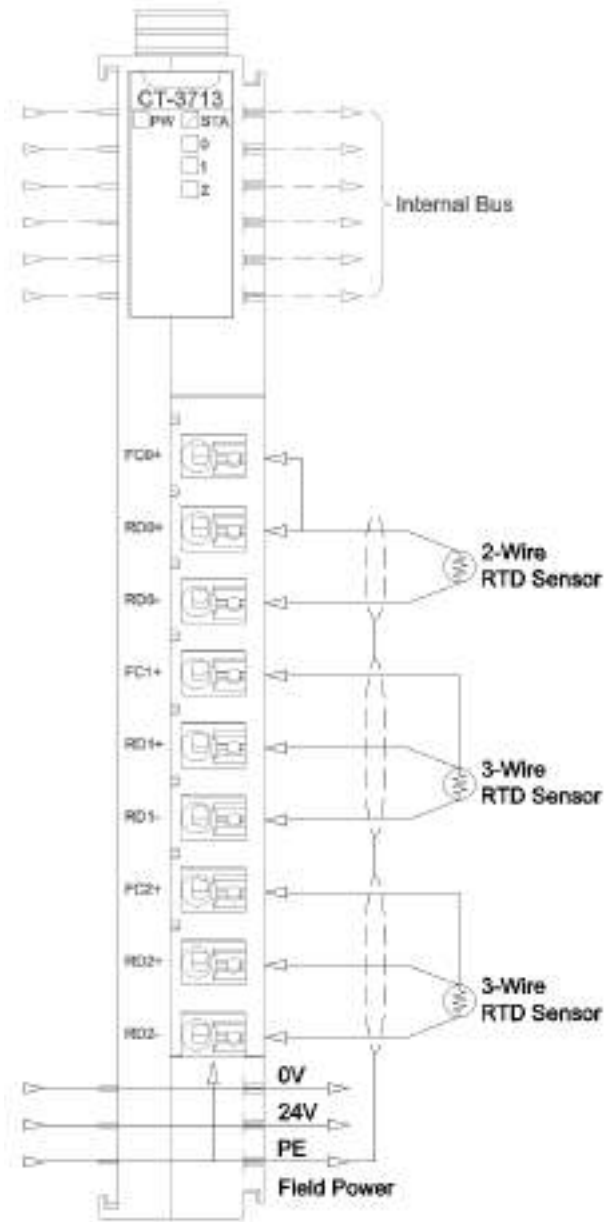 CT-3713
PW STA
0
1
2
Internal Bus
FC0+
RD0+
RD0-
2-Wire
RTD Sensor
FC1+
RD1+
RD1-
3-Wire
RTD Sensor
FC2+
RD2+
RD2-
3-Wire
RTD Sensor
0V
24V
PE
Field Power